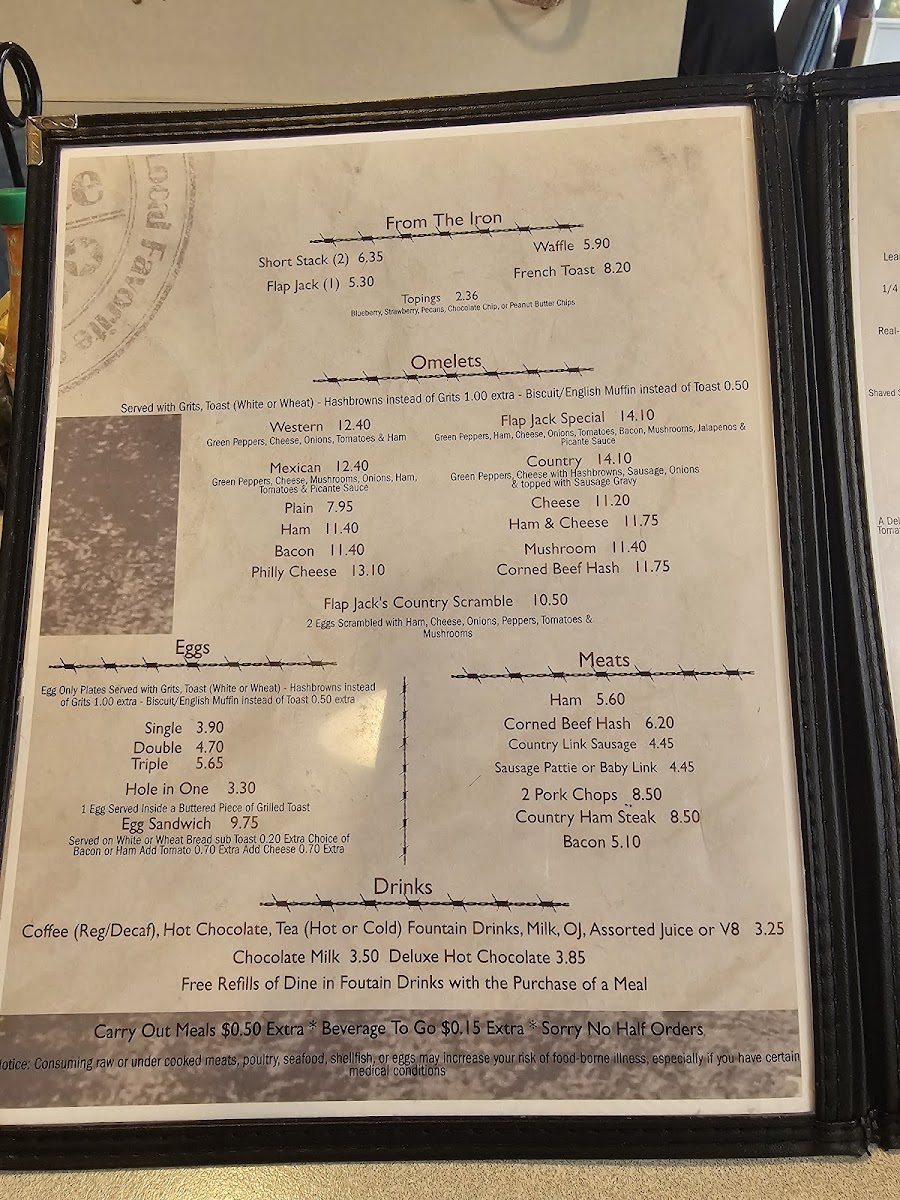 Local Favorite
From The Iron
Short Stack (2) 6.35
Waffle 5.90
Flap Jack (1) 5.30
French Toast 8.20
Topings 2.36
Blueberry, Strawberry, Pecans, Chocolate Chip, or Peanut Butter Chips
Omelets
Served with Grits, Toast (White or Wheat) - Hashbrowns instead of Grits 1.00 extra - Biscuit/English Muffin instead of Toast 0.50
Western 12.40
Green Peppers, Cheese, Onions, Tomatoes & Ham
Mexican 12.40
Green Peppers, Cheese, Mushrooms, Onions, Ham,
Tomatoes & Picante Sauce
Plain 7.95
Ham 11.40
Bacon 11.40
Philly Cheese 13.10
Flap Jack Special 14.10
Green Peppers, Ham, Cheese, Onions, Tomatoes, Bacon, Mushrooms, Jalapenos &
Picante Sauce
Country 14.10
Green Peppers, Cheese with Hashbrowns, Sausage, Onions
& topped with Sausage Gravy
Cheese 11.20
Ham & Cheese 11.75
Mushroom 11.40
Corned Beef Hash 11.75
Flap Jack's Country Scramble 10.50
2 Eggs Scrambled with Ham, Cheese, Onions, Peppers, Tomatoes &
Mushrooms
Eggs
Egg Only Plates Served with Grits, Toast (White or Wheat) - Hashbrowns instead
of Grits 1.00 extra - Biscuit/English Muffin instead of Toast 0.50 extra
Single 3.90
Double 4.70
Triple 5.65
Hole in One 3.30
1 Egg Served Inside a Buttered Piece of Grilled Toast
Egg Sandwich 9.75
Served on White or Wheat Bread sub Toast 0.20 Extra Choice of
Bacon or Ham Add Tomato 0.70 Extra Add Cheese 0.70 Extra
Meats
Ham 5.60
Corned Beef Hash 6.20
Country Link Sausage 4.45
Sausage Pattie or Baby Link 4.45
2 Pork Chops 8.50
Country Ham Steak 8.50
Bacon 5.10
Drinks
Coffee (Reg/Decaf), Hot Chocolate, Tea (Hot or Cold) Fountain Drinks, Milk, OJ, Assorted Juice or V8 3.25
Chocolate Milk 3.50 Deluxe Hot Chocolate 3.85
Free Refills of Dine in Foutain Drinks with the Purchase of a Meal
Carry Out Meals $0.50 Extra * Beverage To Go $0.15 Extra * Sorry No Half Orders
otice: Consuming raw or under cooked meats, poultry, seafood, shellfish, or eggs may incrrease your risk of food-borne illness, especially if you have certain
medical conditions
Lea
1/4
Real-
Shaved
A Del
Toma